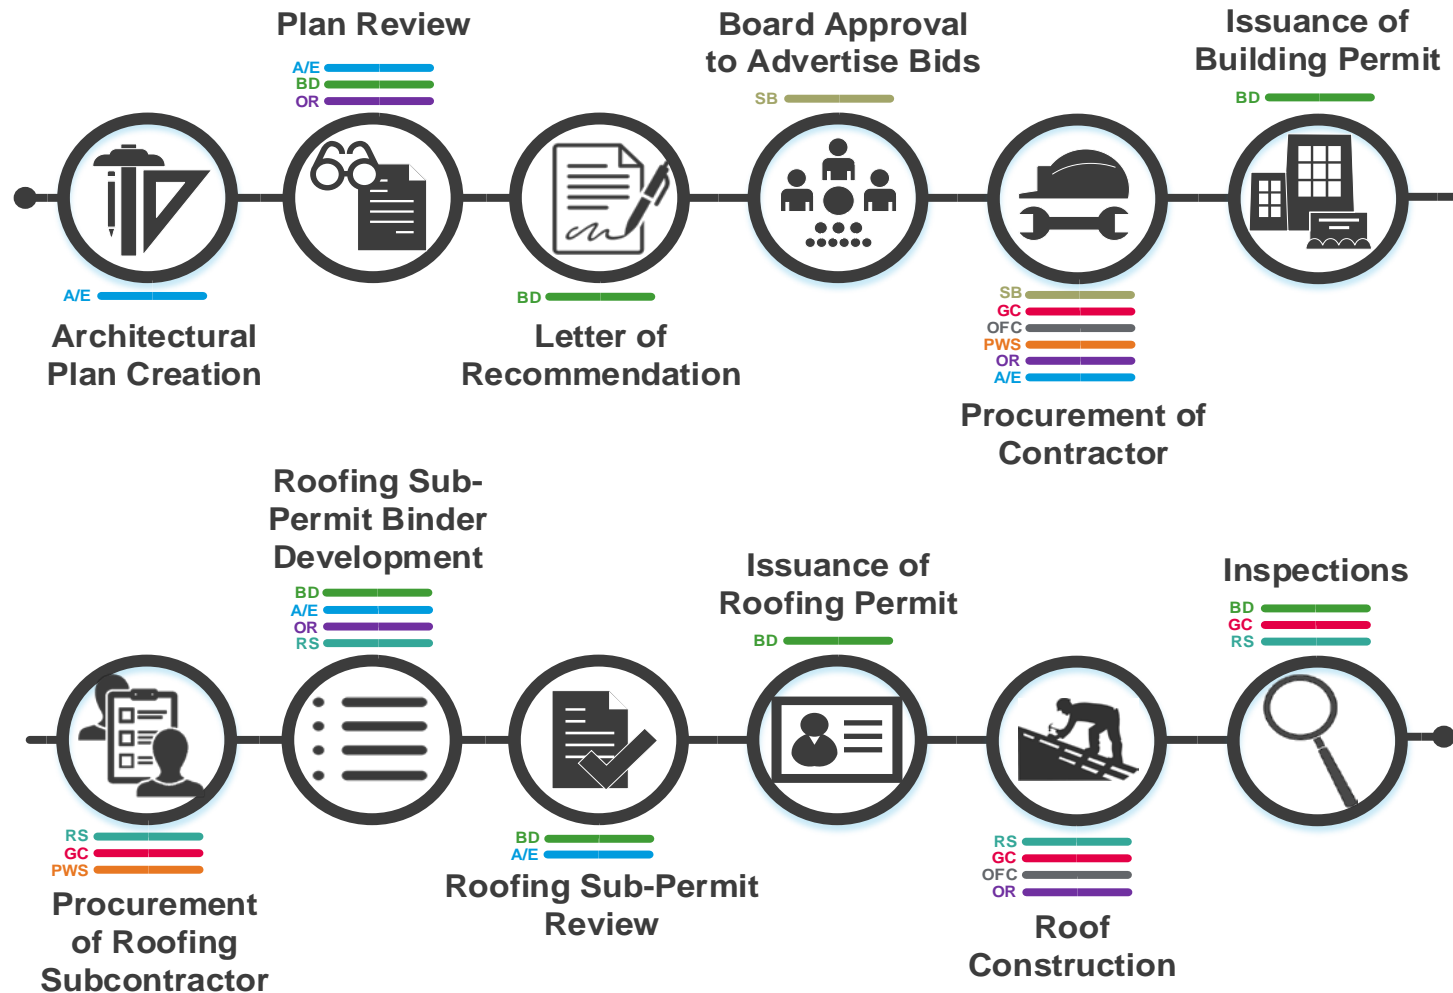 Plan Review
A/E
BD
OR
Board Approval
to Advertise Bids
SB
Issuance of
Building Permit
BD
A/E
Architectural
Plan Creation
BD
Letter of
Recommendation
SB
GC
OFC
PWS
OR
A/E
Procurement of
Contractor
Roofing Sub-
Permit Binder
Development
BD
A/E
OR
RS
Issuance of
Roofing Permit
BD
Inspections
BD
GC
RS
RS
GC
PWS
Procurement
of Roofing
Subcontractor
BD
A/E
Roofing Sub-Permit
Review
RS
GC
OFC
OR
Roof
Construction